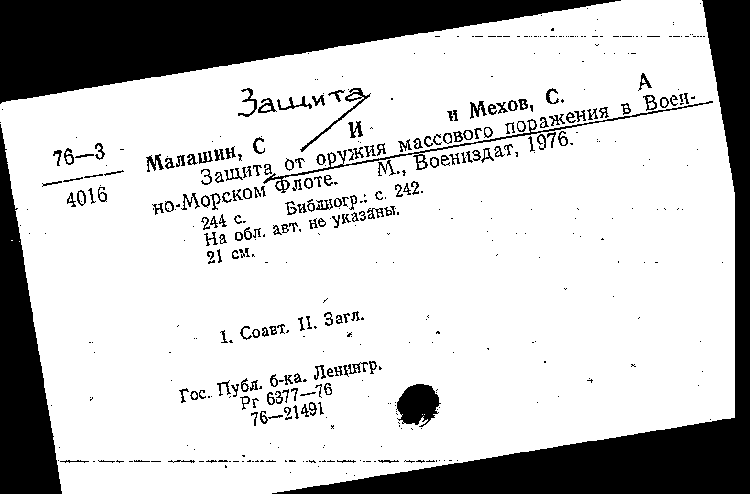 Защита
76—3
4016
Малашин, С И и Мехов, С. А
Защита от оружия массового поражения в Воен-
но-Морском Флоте. М., Воениздат, 1976.
244 с. Библиогр.: с. 242.
На обл. авт. не указаны.
21 см.
I. Соавт. II. Загл.
Гос. Публ. б-ка. Ленингр.
Рг 6377—76
76—21491